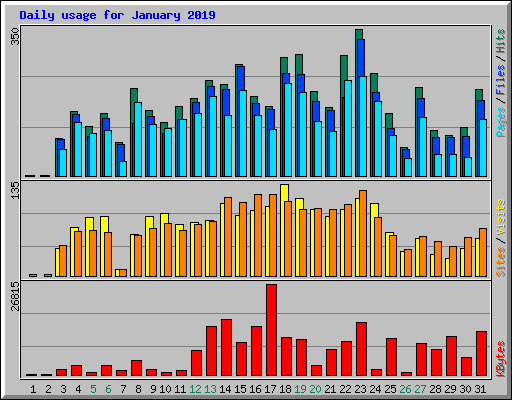 Daily usage for January 2019
350
Pages / Files / Hits
135
Sites / Visits
26815
KBytes
1 2 3 4 5 6 7 8 9 10 11 12 13 14 15 16 17 18 19 20 21 22 23 24 25 26 27 28 29 30 31